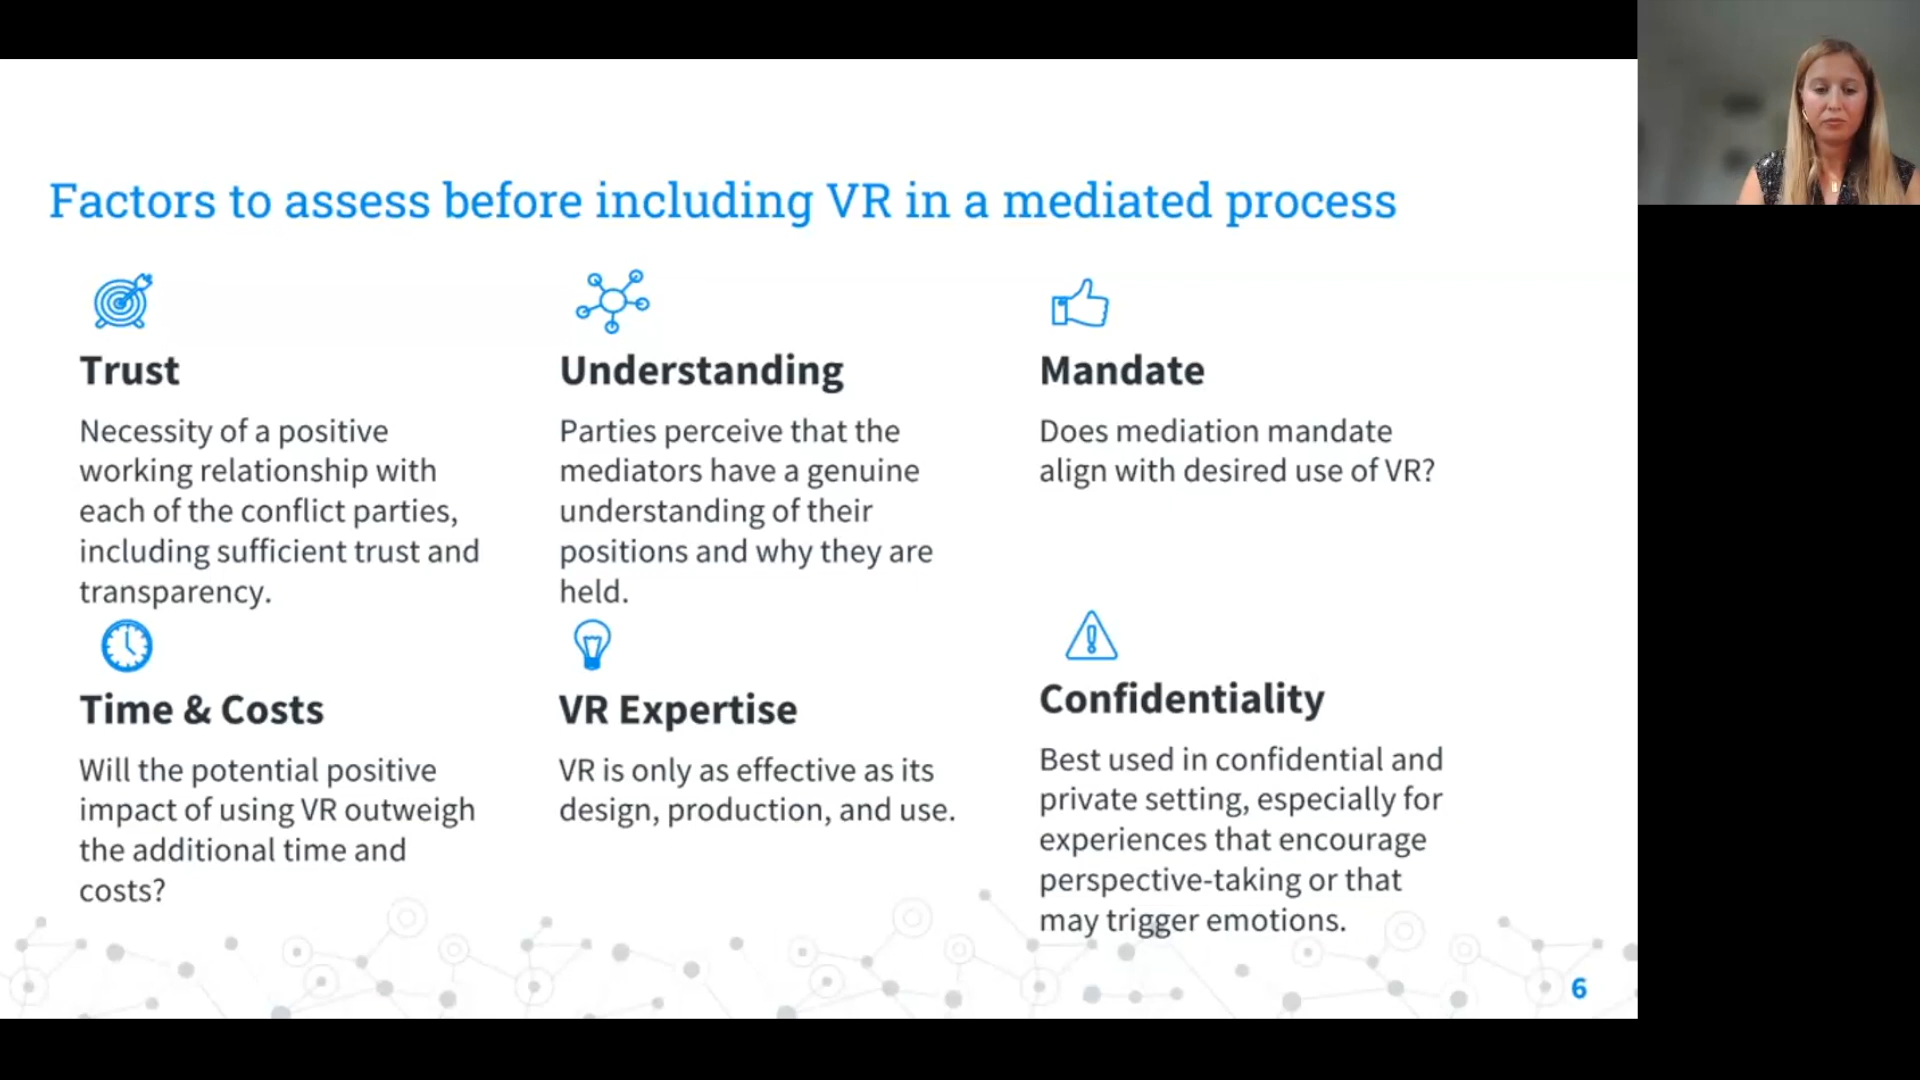 Factors to assess before including VR in a mediated process
Trust
Necessity of a positive
working relationship with
each of the conflict parties,
including sufficient trust and
transparency.
Understanding
Parties perceive that the
mediators have a genuine
understanding of their
positions and why they are
held.
Mandate
Does mediation mandate
align with desired use of VR?
Time & Costs
Will the potential positive
impact of using VR outweigh
the additional time and
costs?
VR Expertise
VR is only as effective as its
design, production, and use.
Confidentiality
Best used in confidential and
private setting, especially for
experiences that encourage
perspective-taking or that
may trigger emotions.
6